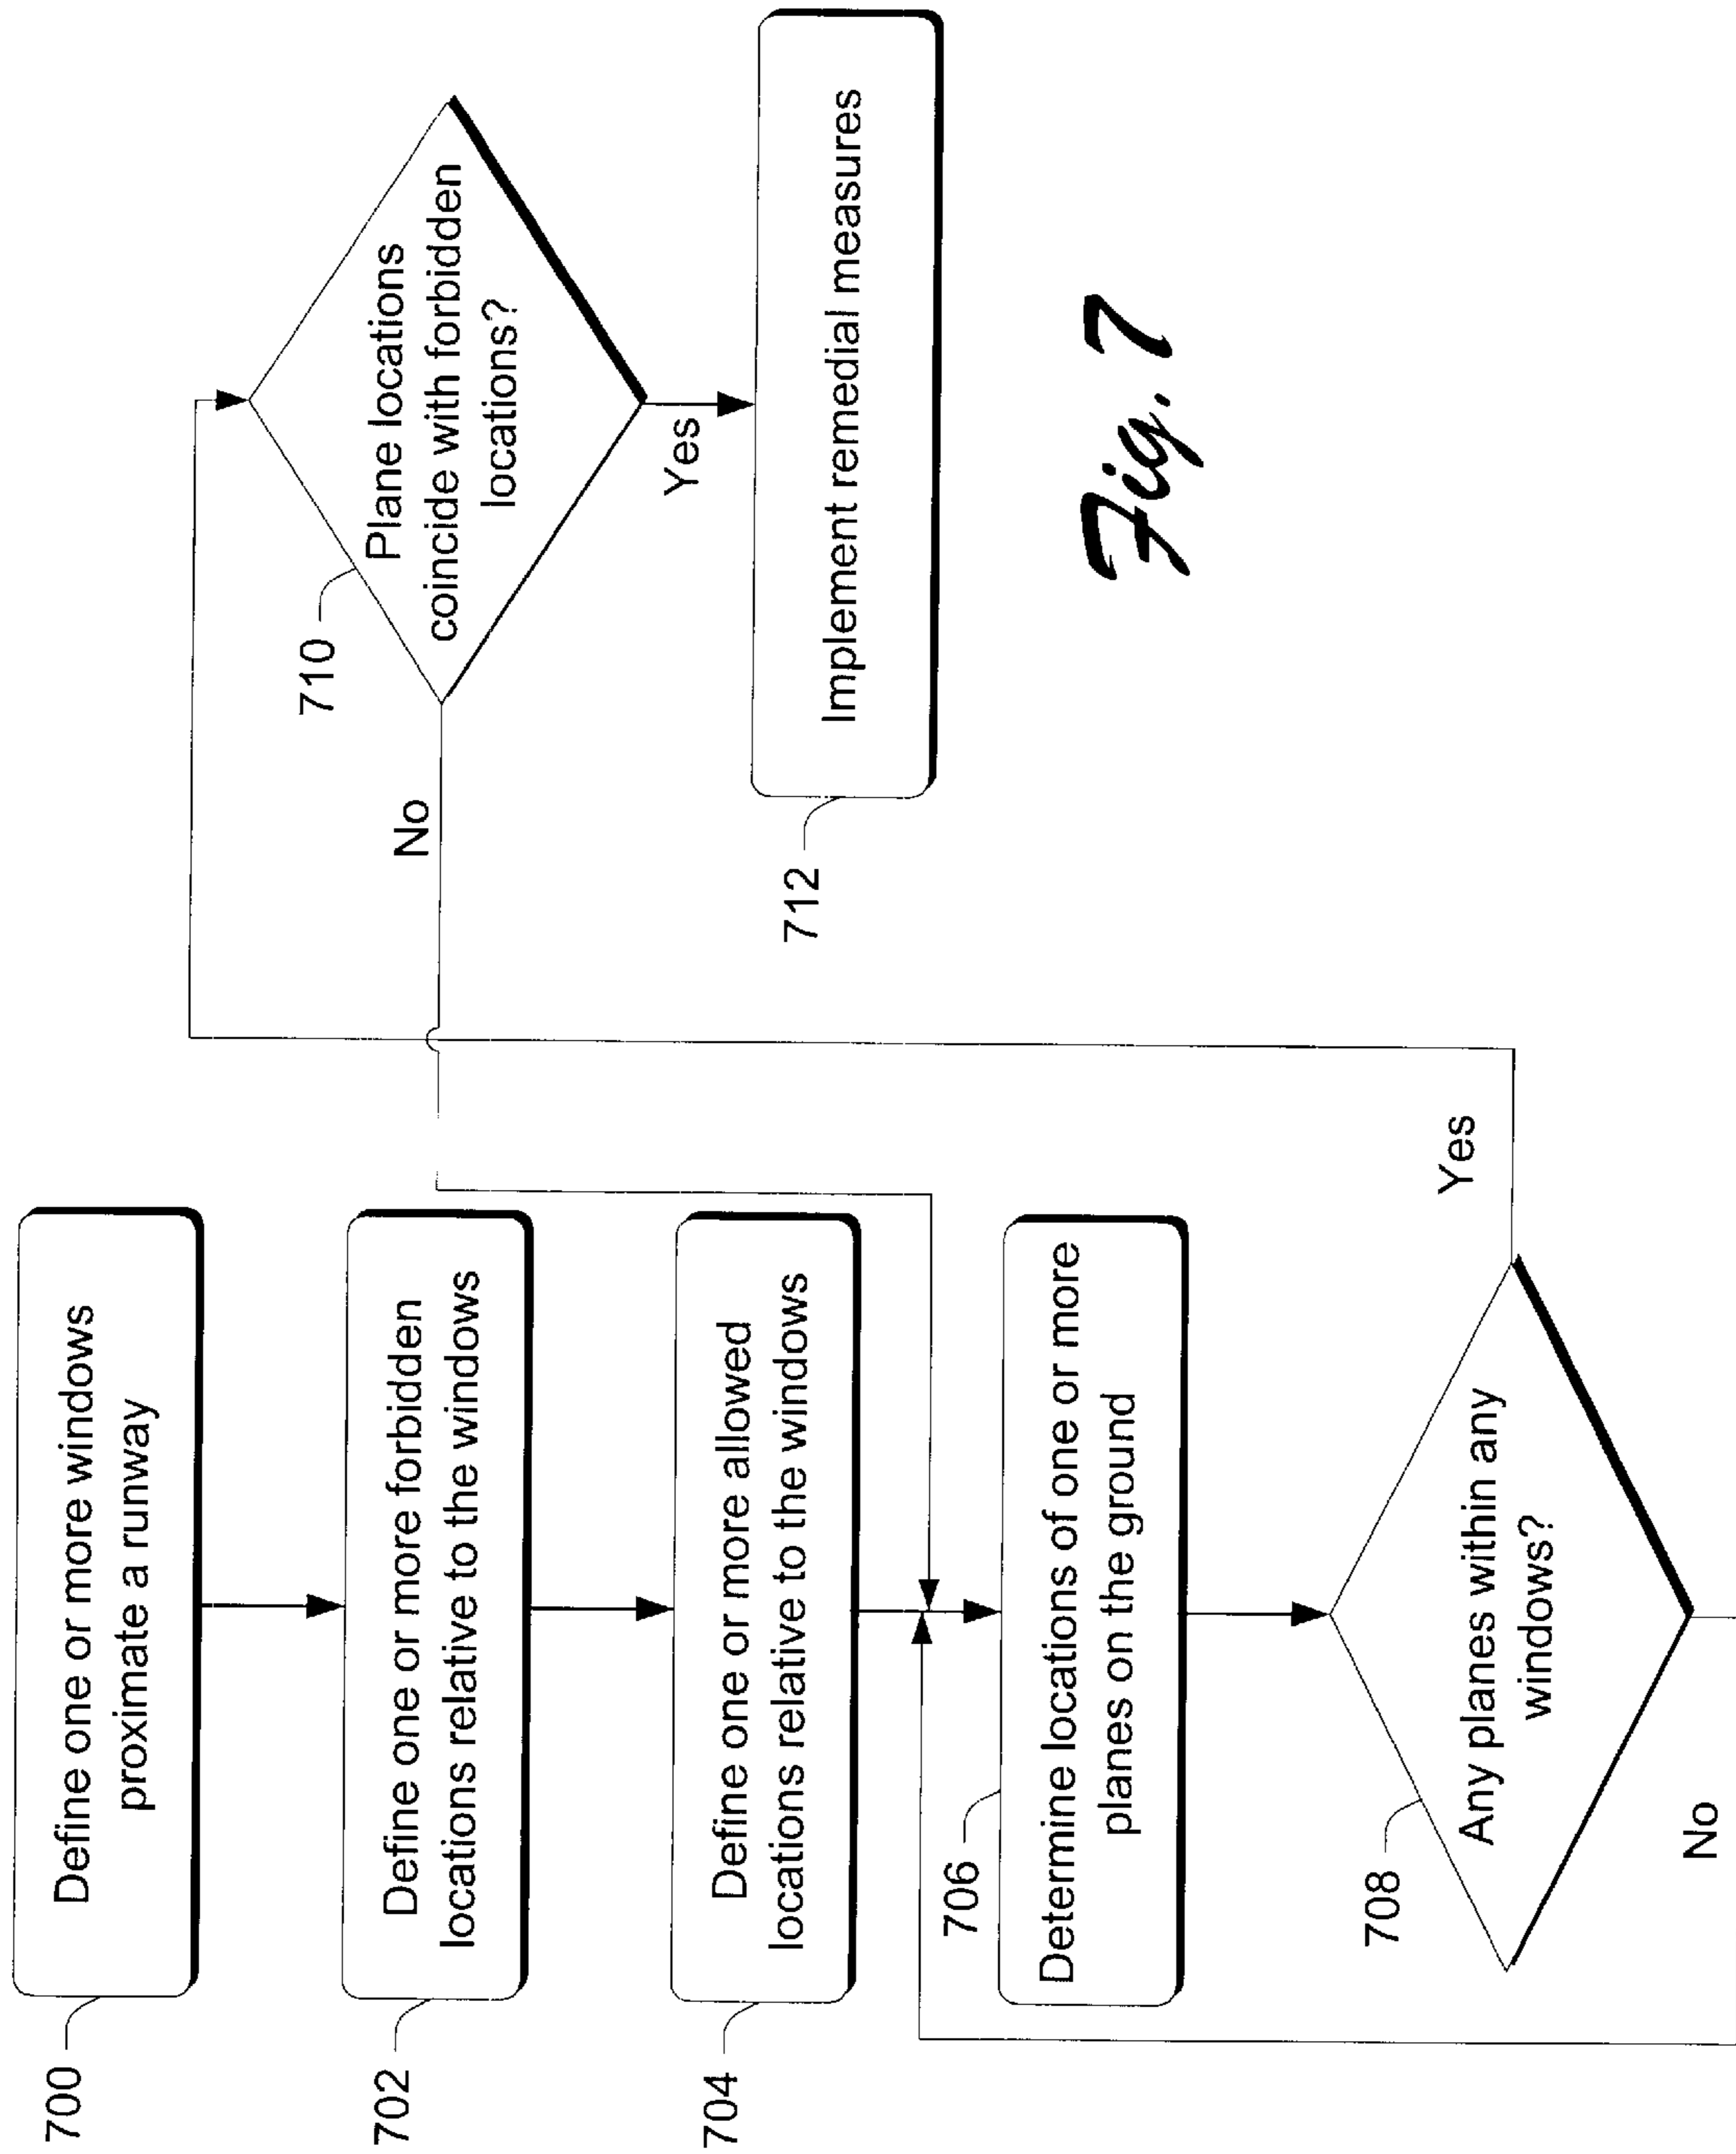 700
Define one or more windows
proximate a runway
702
Define one or more forbidden
locations relative to the windows
704
Define one or more allowed
locations relative to the windows
706
Determine locations of one or more
planes on the ground
708
Any planes within any
windows?
Yes
No
710
Plane locations
coincide with forbidden
locations?
No
Yes
712
Implement remedial measures
Fig. 7